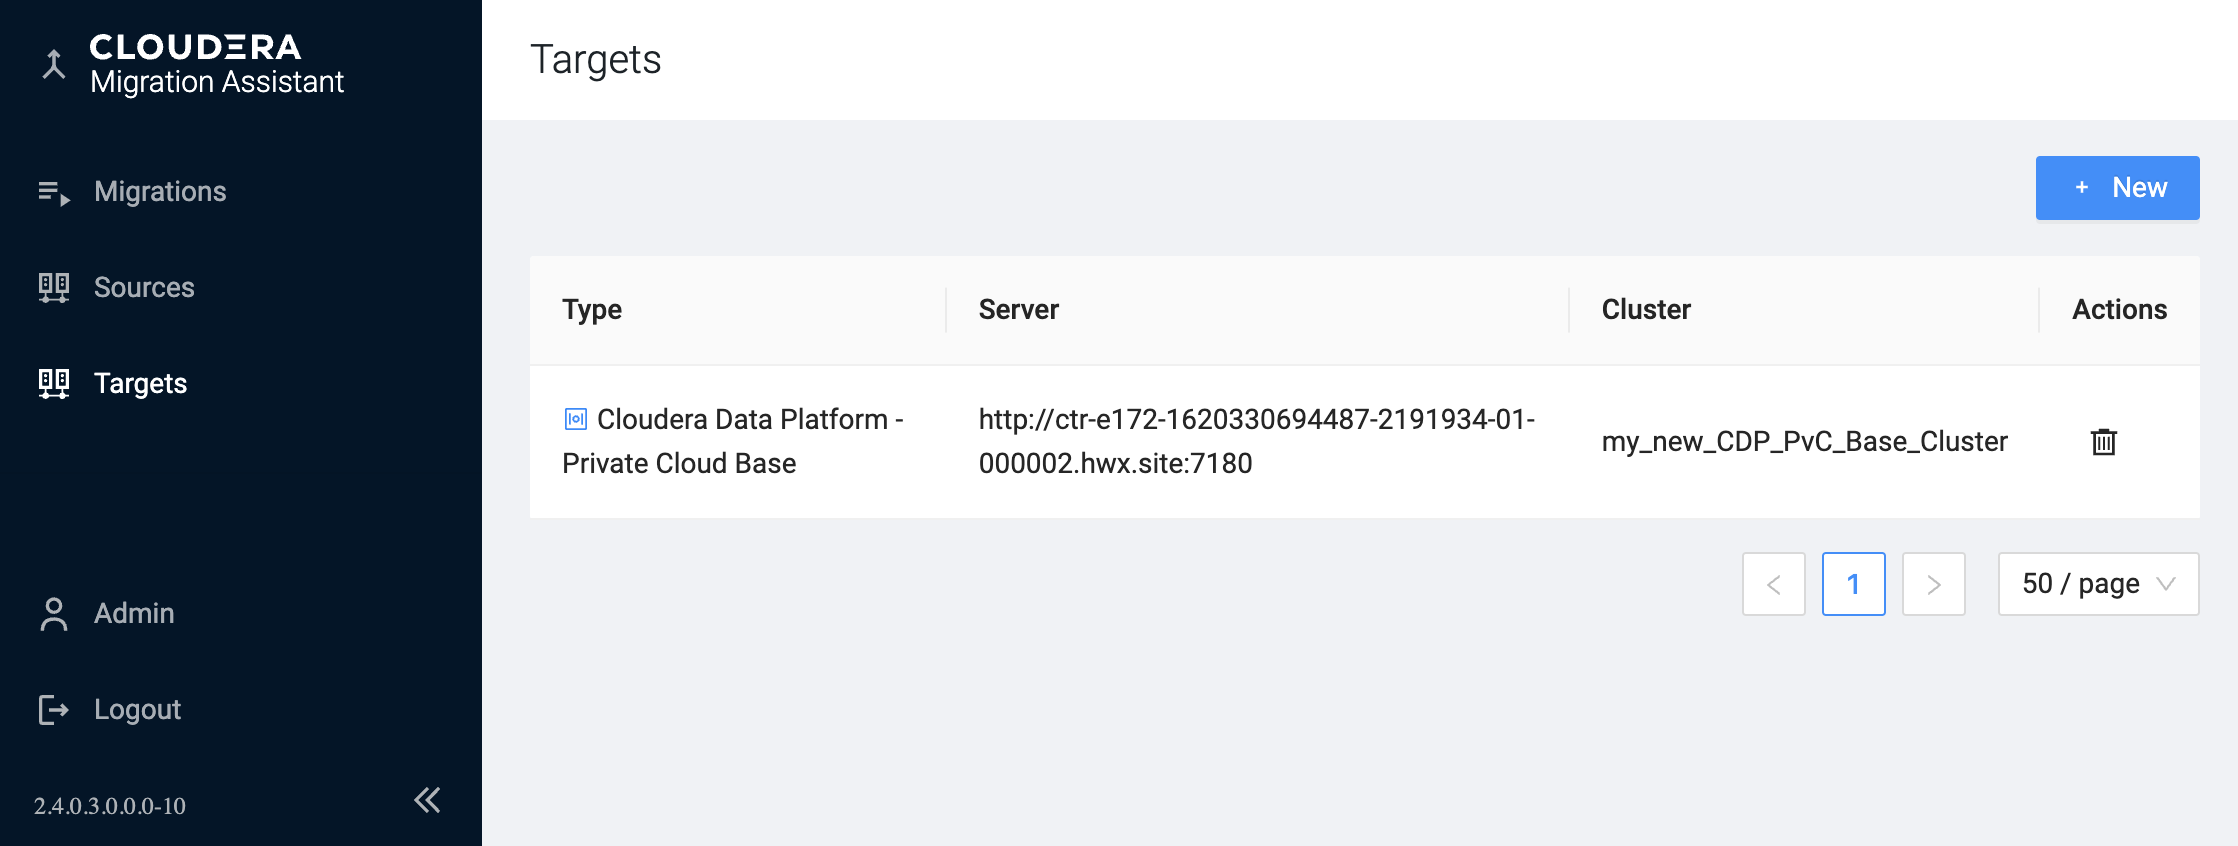 CLOUDERA
Migration Assistant
Migrations
Sources
Targets
Admin
Logout
2.4.0.3.0.0.0-10
Targets
+ New
Type
Server
Cluster
Actions
Cloudera Data Platform -
Private Cloud Base
http://ctr-e172-1620330694487-2191934-01-
000002.hwx.site:7180
my_new_CDP_PvC_Base_Cluster
1
50 / page